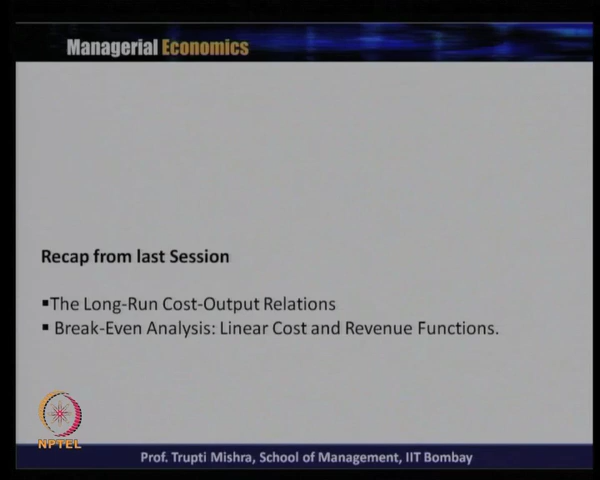 Managerial Economics
Recap from last Session
▪The Long-Run Cost-Output Relations
▪ Break-Even Analysis: Linear Cost and Revenue Functions.
NPTEL
Prof. Trupti Mishra, School of Management, IIT Bombay